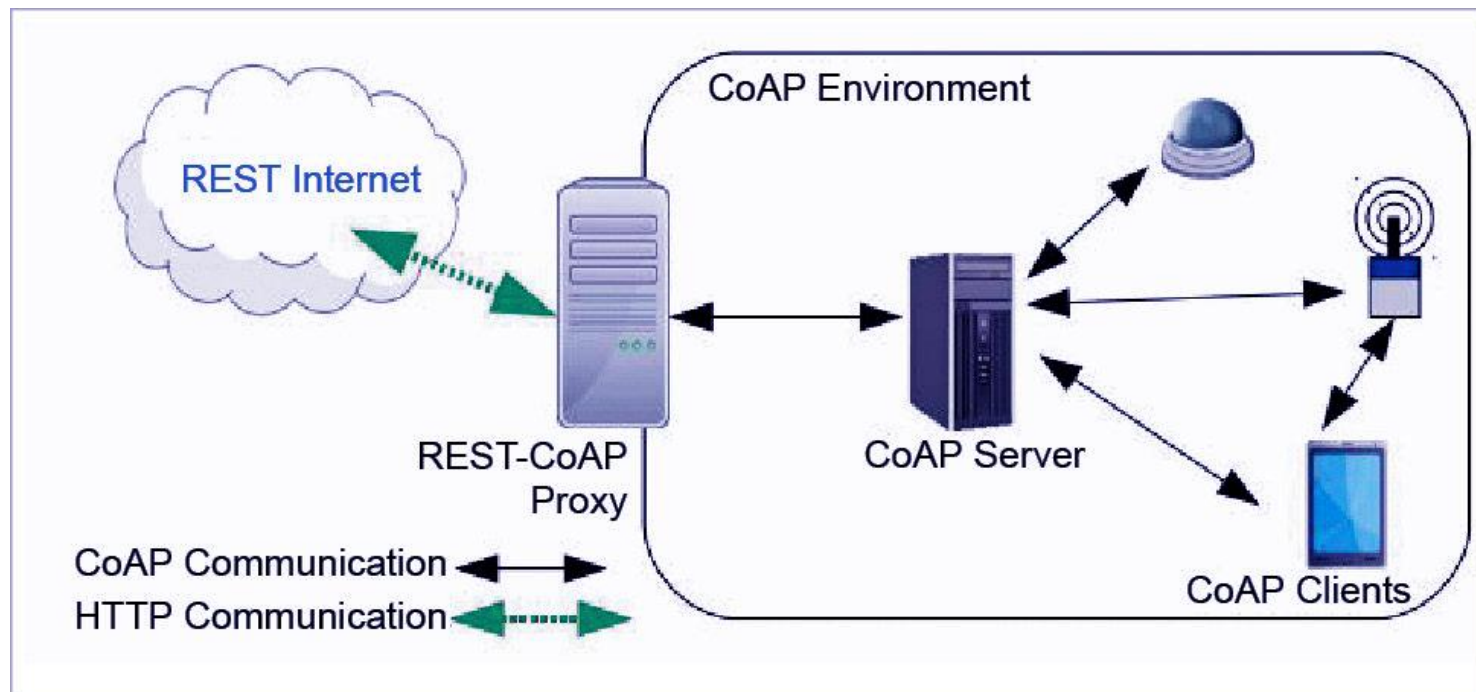 CoAP Environment
REST Internet
REST-CoAP
Proxy
CoAP Server
CoAP Clients
CoAP Communication
HTTP Communication